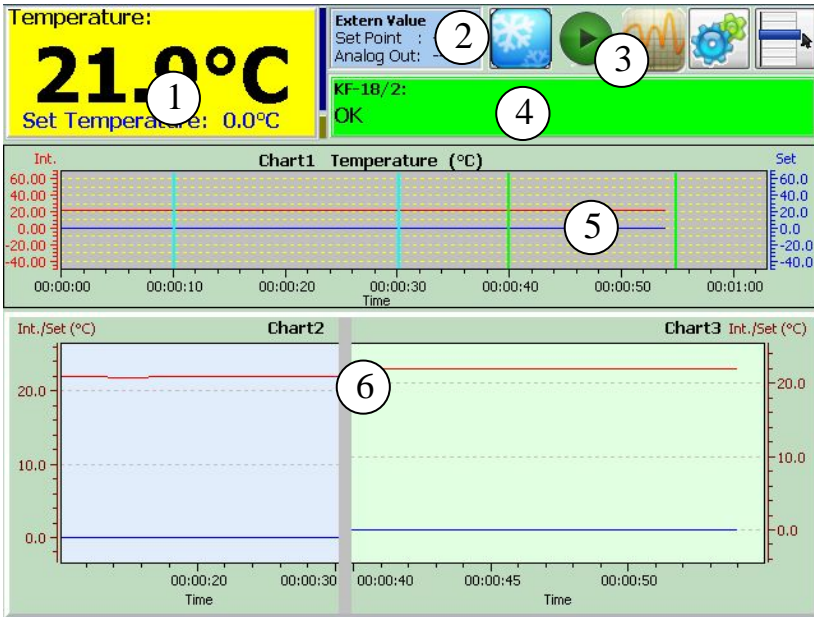 Temperature:
°C
1
Set Temperature: 0.0°C
Extern Value
Set Point :
Analog Out: -
2
3
KF-18/2:
OK
4
Int.
Chart1 Temperature (°C)
Set
60.00
40.00
20.00
0.00
-20.00
-40.00
60.0
40.0
20.0
0.0
-20.0
-40.0
5
00:00:00 00:00:10 00:00:20 00:00:30 00:00:40 00:00:50 00:01:00
Time
Int./Set (°C) Chart2
Chart3 Int./Set (°C)
20.0
10.0
0.0
6
20.0
10.0
0.0
00:00:20 00:00:30 00:00:40 00:00:45 00:00:50
Time Time